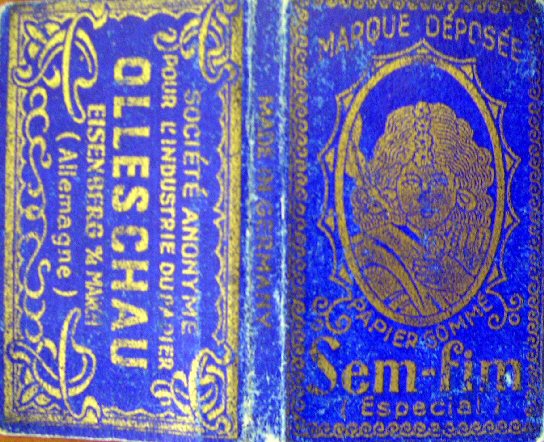 MARQUE DÉPOSÉE
PAPIER GOMMÉ
Sem-fim
( Especial )
MADE IN GERMANY
SOCIÉTÉ ANONYME
POUR L'INDUSTRIE DU PAPIER
OLLESCHAU
EISENBERG a/ MARCH
( Allemagne )